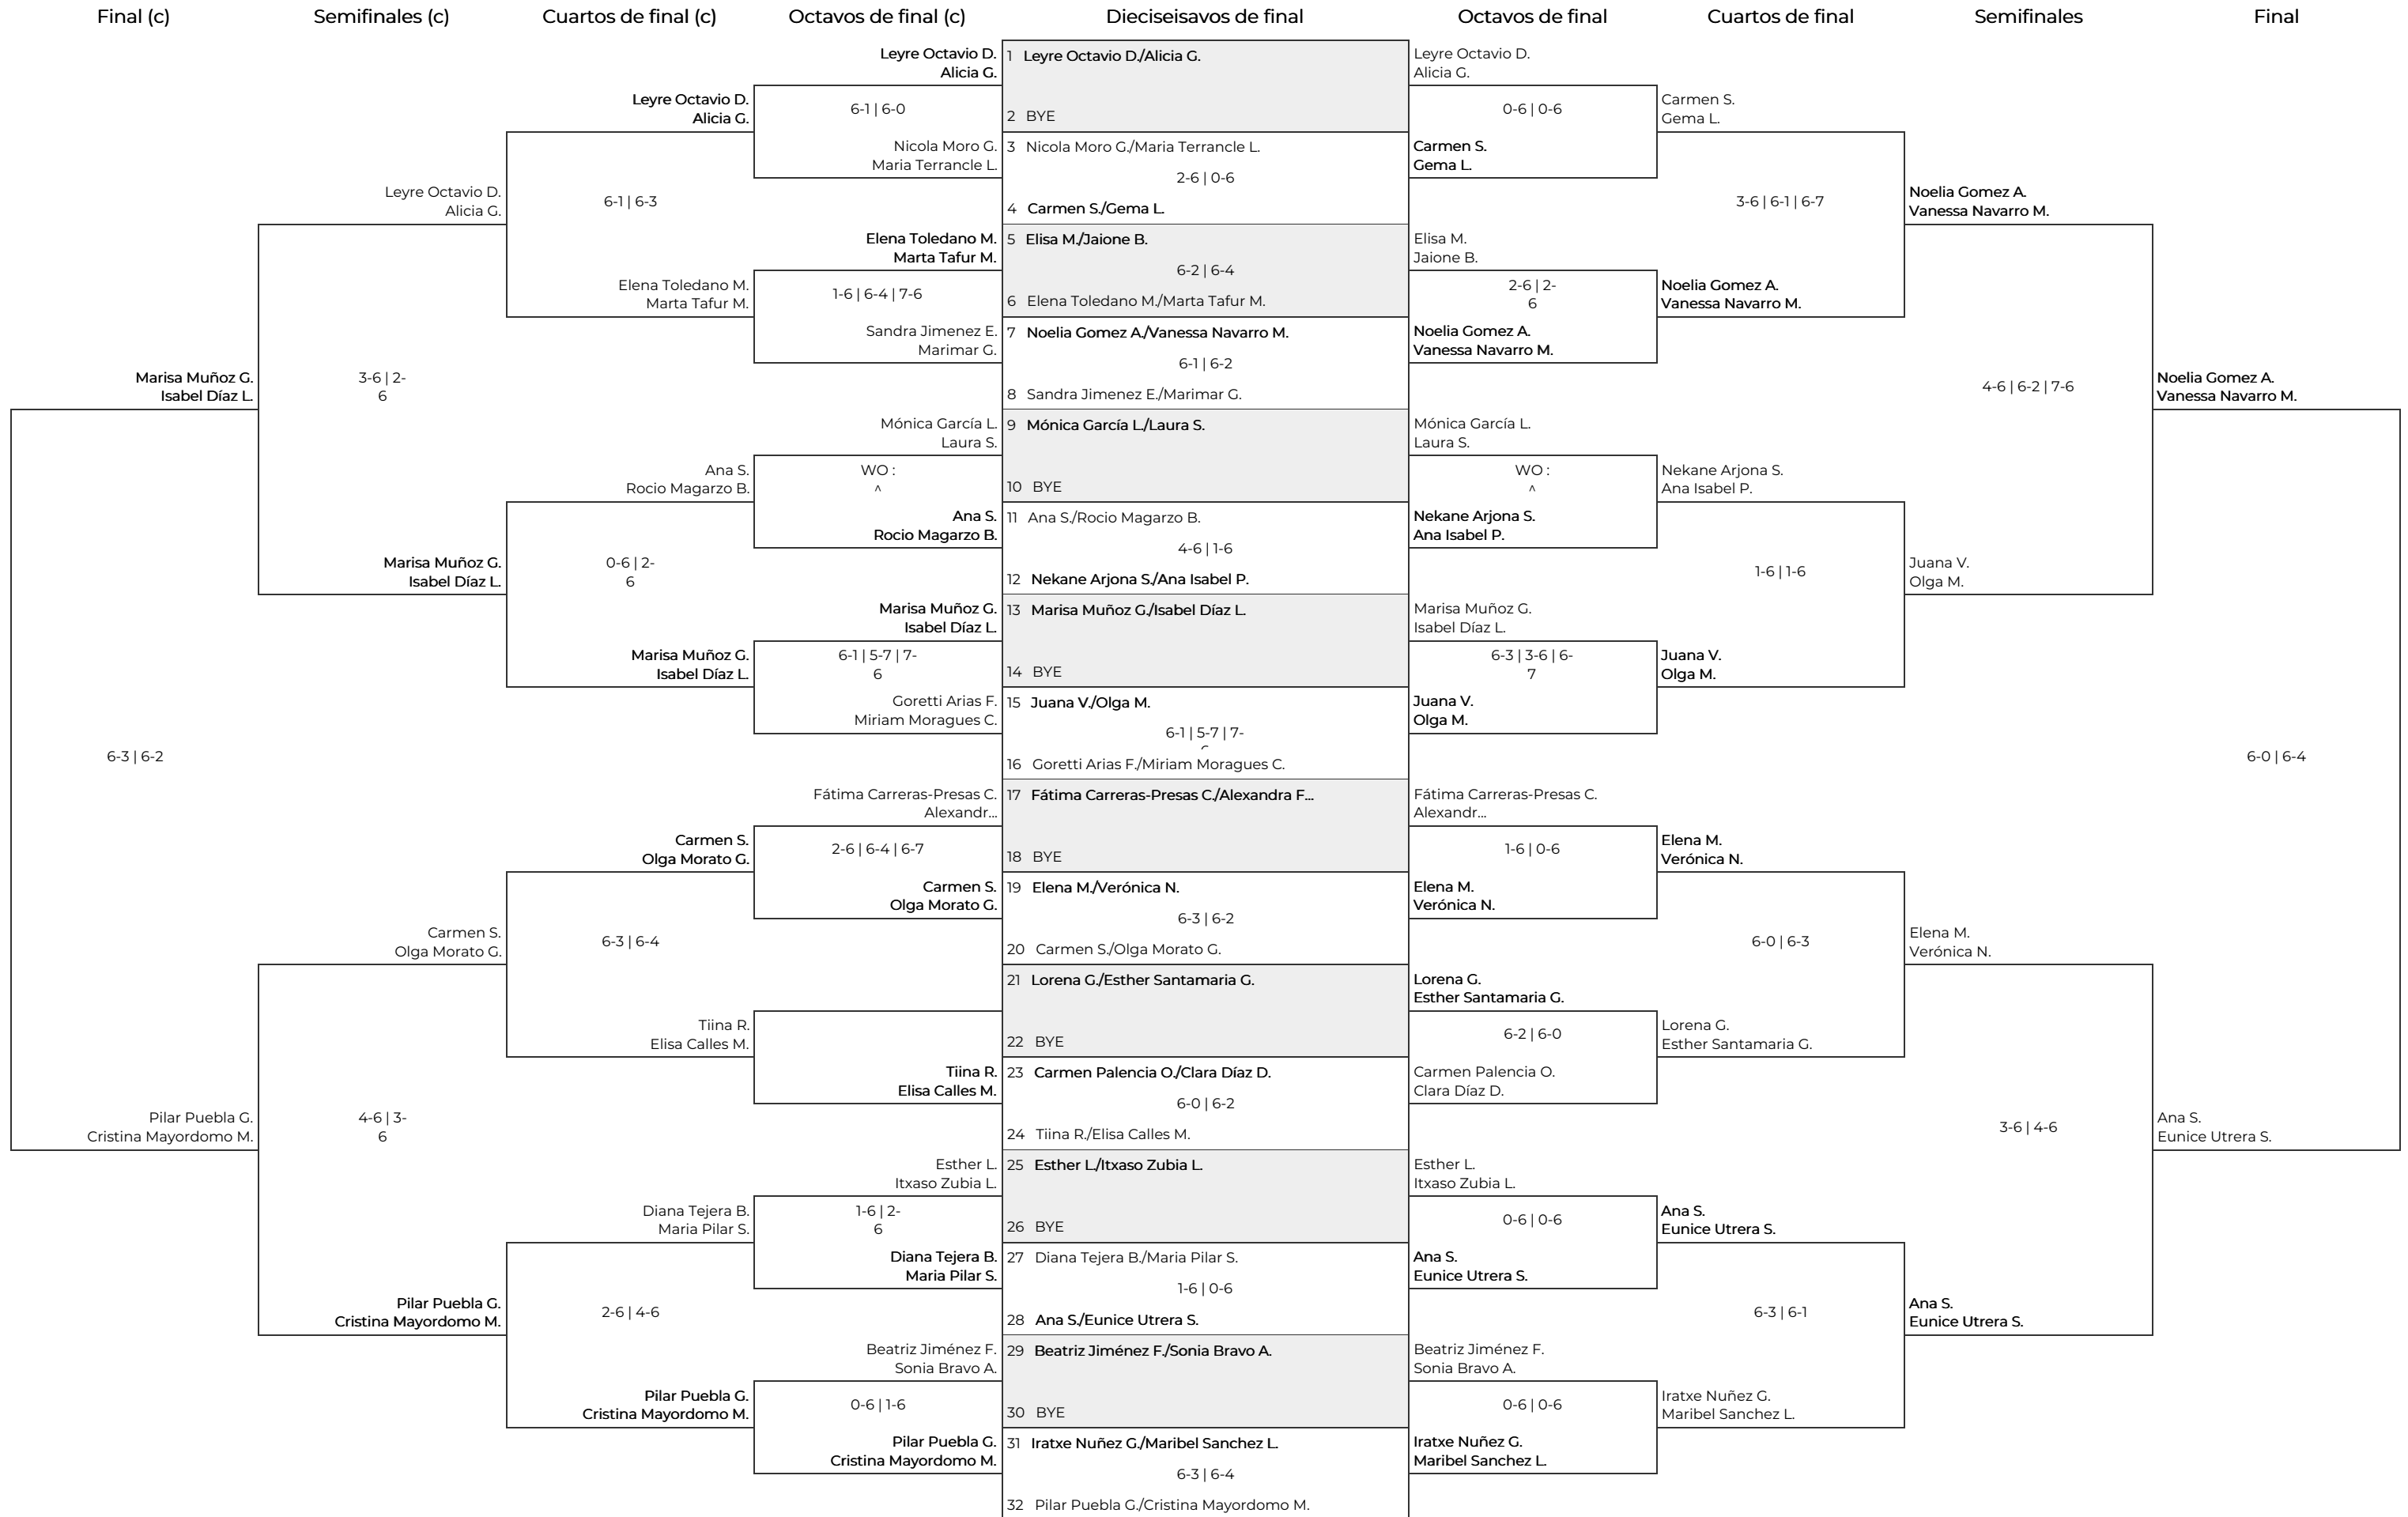 Final (c)
Semifinales (c)
Cuartos de final (c)
Octavos de final (c)
Dieciseisavos de final
Octavos de final
Cuartos de final
Semifinales
Final
Marisa Muñoz G.
Isabel Díaz L.
6-3 | 6-2
Pilar Puebla G.
Cristina Mayordomo M.
Leyre Octavio D.
Alicia G.
3-6 | 2-
6
Marisa Muñoz G.
Isabel Díaz L.
Carmen S.
Olga Morato G.
4-6 | 3-
6
Pilar Puebla G.
Cristina Mayordomo M.
Leyre Octavio D.
Alicia G.
6-1 | 6-3
Elena Toledano M.
Marta Tafur M.
Ana S.
Rocio Magarzo B.
0-6 | 2-
6
Marisa Muñoz G.
Isabel Díaz L.
Carmen S.
Olga Morato G.
6-3 | 6-4
Tiina R.
Elisa Calles M.
Diana Tejera B.
Maria Pilar S.
2-6 | 4-6
Pilar Puebla G.
Cristina Mayordomo M.
Leyre Octavio D.
Alicia G.
6-1 | 6-0
Nicola Moro G.
Maria Terrancle L.
Elena Toledano M.
Marta Tafur M.
1-6 | 6-4 | 7-6
Sandra Jimenez E.
Marimar G.
Mónica García L.
Laura S.
WO :
^
Ana S.
Rocio Magarzo B.
Marisa Muñoz G.
Isabel Díaz L.
6-1 | 5-7 | 7-
6
Goretti Arias F.
Miriam Moragues C.
Fátima Carreras-Presas C.
Alexandr...
2-6 | 6-4 | 6-7
Carmen S.
Olga Morato G.
Tiina R.
Elisa Calles M.
Esther L.
Itxaso Zubia L.
1-6 | 2-
6
Diana Tejera B.
Maria Pilar S.
Beatriz Jiménez F.
Sonia Bravo A.
0-6 | 1-6
Pilar Puebla G.
Cristina Mayordomo M.
1 Leyre Octavio D./Alicia G.
2 BYE
3 Nicola Moro G./Maria Terrancle L.
2-6 | 0-6
4 Carmen S./Gema L.
5 Elisa M./Jaione B.
6-2 | 6-4
6 Elena Toledano M./Marta Tafur M.
7 Noelia Gomez A./Vanessa Navarro M.
6-1 | 6-2
8 Sandra Jimenez E./Marimar G.
9 Mónica García L./Laura S.
10 BYE
11 Ana S./Rocio Magarzo B.
4-6 | 1-6
12 Nekane Arjona S./Ana Isabel P.
13 Marisa Muñoz G./Isabel Díaz L.
14 BYE
15 Juana V./Olga M.
6-1 | 5-7 | 7-
16 Goretti Arias F./Miriam Moragues C.
17 Fátima Carreras-Presas C./Alexandra F...
18 BYE
19 Elena M./Verónica N.
6-3 | 6-2
20 Carmen S./Olga Morato G.
21 Lorena G./Esther Santamaria G.
22 BYE
23 Carmen Palencia O./Clara Díaz D.
6-0 | 6-2
24 Tiina R./Elisa Calles M.
25 Esther L./Itxaso Zubia L.
26 BYE
27 Diana Tejera B./Maria Pilar S.
1-6 | 0-6
28 Ana S./Eunice Utrera S.
29 Beatriz Jiménez F./Sonia Bravo A.
30 BYE
31 Iratxe Nuñez G./Maribel Sanchez L.
6-3 | 6-4
32 Pilar Puebla G./Cristina Mayordomo M.
Leyre Octavio D.
Alicia G.
0-6 | 0-6
Carmen S.
Gema L.
Elisa M.
Jaione B.
2-6 | 2-
6
Noelia Gomez A.
Vanessa Navarro M.
Mónica García L.
Laura S.
WO :
^
Nekane Arjona S.
Ana Isabel P.
Marisa Muñoz G.
Isabel Díaz L.
6-3 | 3-6 | 6-
7
Juana V.
Olga M.
Fátima Carreras-Presas C.
Alexandr...
1-6 | 0-6
Elena M.
Verónica N.
Lorena G.
Esther Santamaria G.
6-2 | 6-0
Carmen Palencia O.
Clara Díaz D.
Esther L.
Itxaso Zubia L.
0-6 | 0-6
Ana S.
Eunice Utrera S.
Beatriz Jiménez F.
Sonia Bravo A.
0-6 | 0-6
Iratxe Nuñez G.
Maribel Sanchez L.
Carmen S.
Gema L.
3-6 | 6-1 | 6-7
Noelia Gomez A.
Vanessa Navarro M.
Nekane Arjona S.
Ana Isabel P.
1-6 | 1-6
Juana V.
Olga M.
Elena M.
Verónica N.
6-0 | 6-3
Lorena G.
Esther Santamaria G.
Ana S.
Eunice Utrera S.
6-3 | 6-1
Iratxe Nuñez G.
Maribel Sanchez L.
Noelia Gomez A.
Vanessa Navarro M.
4-6 | 6-2 | 7-6
Juana V.
Olga M.
Elena M.
Verónica N.
3-6 | 4-6
Ana S.
Eunice Utrera S.
Noelia Gomez A.
Vanessa Navarro M.
6-0 | 6-4
Ana S.
Eunice Utrera S.